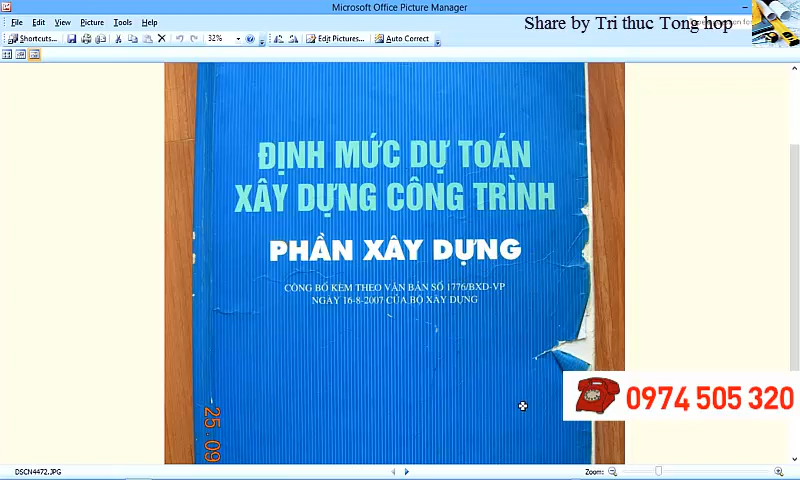 Microsoft Office Picture Manager
File Edit View Picture Tools Help
Share by Tri thuc Tong hop
Shortcuts... 32% Edit Pictures... Auto Correct
ĐỊNH MỨC DỰ TOÁN
XÂY DỰNG CÔNG TRÌNH
PHẦN XÂY DỰNG
CÔNG BỐ KÈM THEO VĂN BẢN SỐ 1776/BXD-VP
NGÀY 16-8-2007 CỦA BỘ XÂY DỰNG
0974 505 320
25.09
DSCN4472.JPG
Zoom: